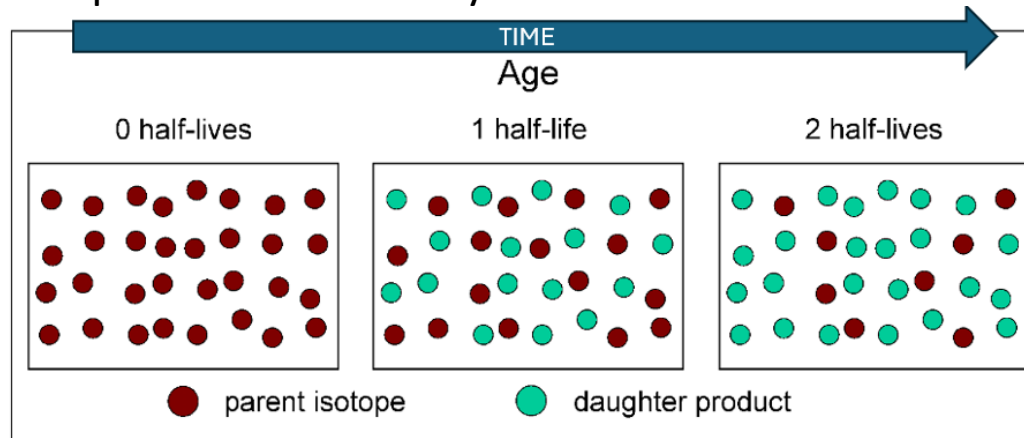 TIME
Age
0 half-lives
1 half-life
2 half-lives
parent isotope
daughter product